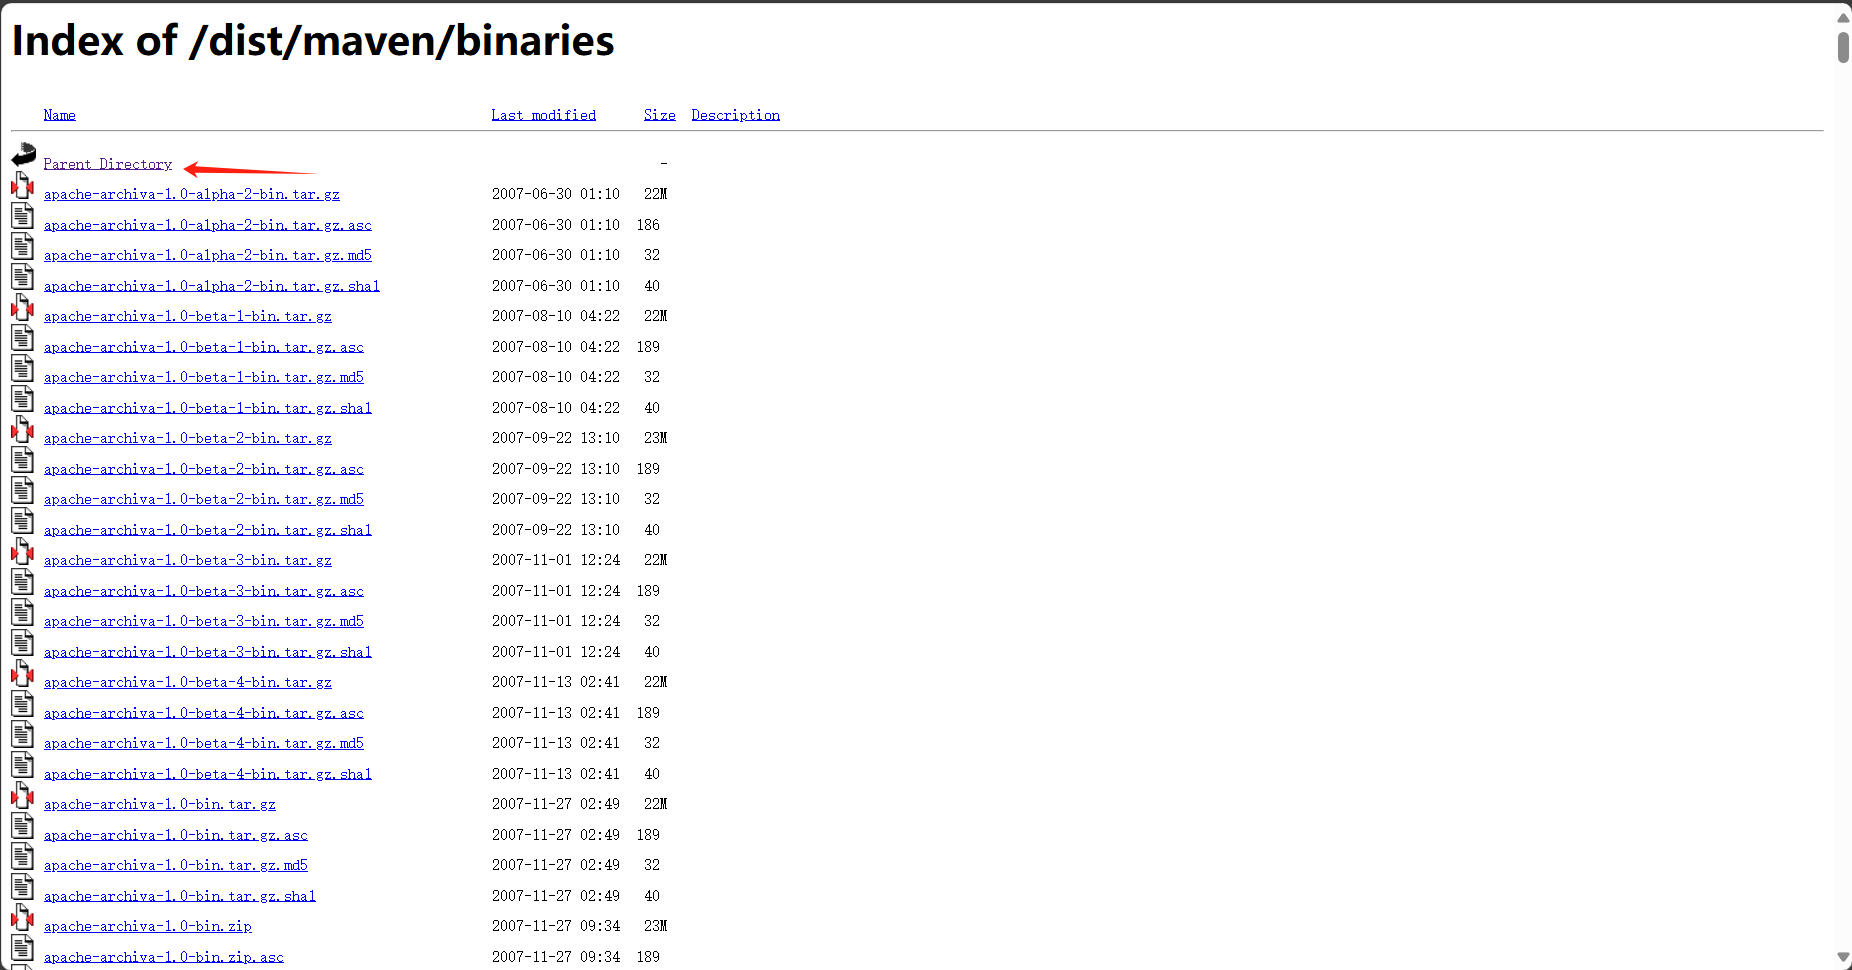 Index of /dist/maven/binaries
Name Last modified Size Description
Parent Directory -
apache-archiva-1.0-alpha-2-bin.tar.gz 2007-06-30 01:10 22M
apache-archiva-1.0-alpha-2-bin.tar.gz.asc 2007-06-30 01:10 186
apache-archiva-1.0-alpha-2-bin.tar.gz.md5 2007-06-30 01:10 32
apache-archiva-1.0-alpha-2-bin.tar.gz.sha1 2007-06-30 01:10 40
apache-archiva-1.0-beta-1-bin.tar.gz 2007-08-10 04:22 22M
apache-archiva-1.0-beta-1-bin.tar.gz.asc 2007-08-10 04:22 189
apache-archiva-1.0-beta-1-bin.tar.gz.md5 2007-08-10 04:22 32
apache-archiva-1.0-beta-1-bin.tar.gz.sha1 2007-08-10 04:22 40
apache-archiva-1.0-beta-2-bin.tar.gz 2007-09-22 13:10 23M
apache-archiva-1.0-beta-2-bin.tar.gz.asc 2007-09-22 13:10 189
apache-archiva-1.0-beta-2-bin.tar.gz.md5 2007-09-22 13:10 32
apache-archiva-1.0-beta-2-bin.tar.gz.sha1 2007-09-22 13:10 40
apache-archiva-1.0-beta-3-bin.tar.gz 2007-11-01 12:24 22M
apache-archiva-1.0-beta-3-bin.tar.gz.asc 2007-11-01 12:24 189
apache-archiva-1.0-beta-3-bin.tar.gz.md5 2007-11-01 12:24 32
apache-archiva-1.0-beta-3-bin.tar.gz.sha1 2007-11-01 12:24 40
apache-archiva-1.0-beta-4-bin.tar.gz 2007-11-13 02:41 22M
apache-archiva-1.0-beta-4-bin.tar.gz.asc 2007-11-13 02:41 189
apache-archiva-1.0-beta-4-bin.tar.gz.md5 2007-11-13 02:41 32
apache-archiva-1.0-beta-4-bin.tar.gz.sha1 2007-11-13 02:41 40
apache-archiva-1.0-bin.tar.gz 2007-11-27 02:49 22M
apache-archiva-1.0-bin.tar.gz.asc 2007-11-27 02:49 189
apache-archiva-1.0-bin.tar.gz.md5 2007-11-27 02:49 32
apache-archiva-1.0-bin.tar.gz.sha1 2007-11-27 02:49 40
apache-archiva-1.0-bin.zip 2007-11-27 09:34 23M
apache-archiva-1.0-bin.zip.asc 2007-11-27 09:34 189